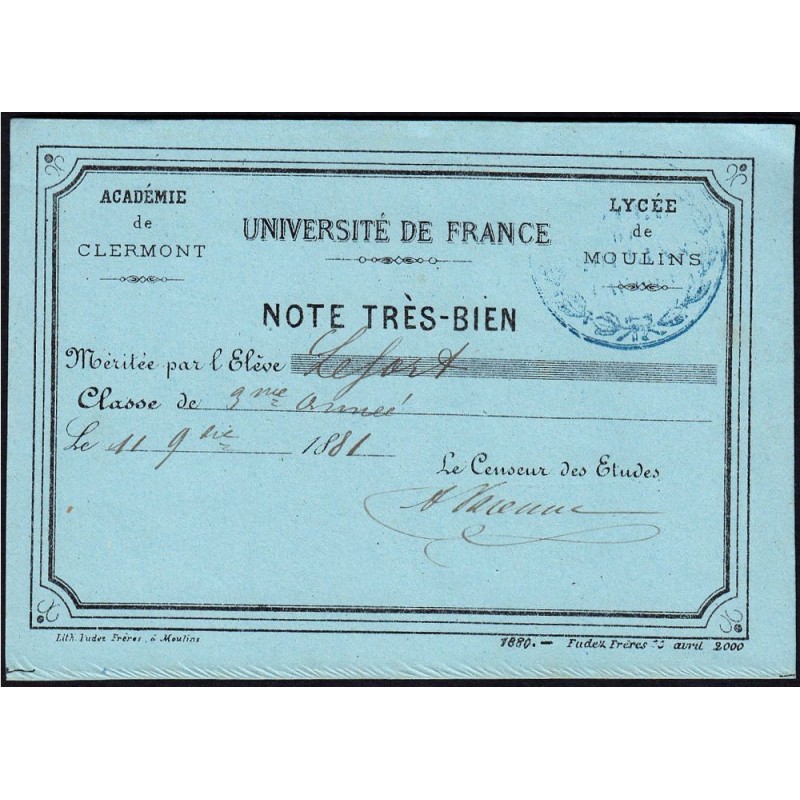 ACADÉMIE
de
CLERMONT
UNIVERSITÉ DE FRANCE
LYCÉE
de
MOULINS
NOTE TRÈS-BIEN
Méritée par l'Elève Lefort
Classe de 3me année
Le 11 9bre 1881
Le Censeur des Etudes
Lith. Fudez Frères, à Moulins
1880. — Fudez Frères avril 2000